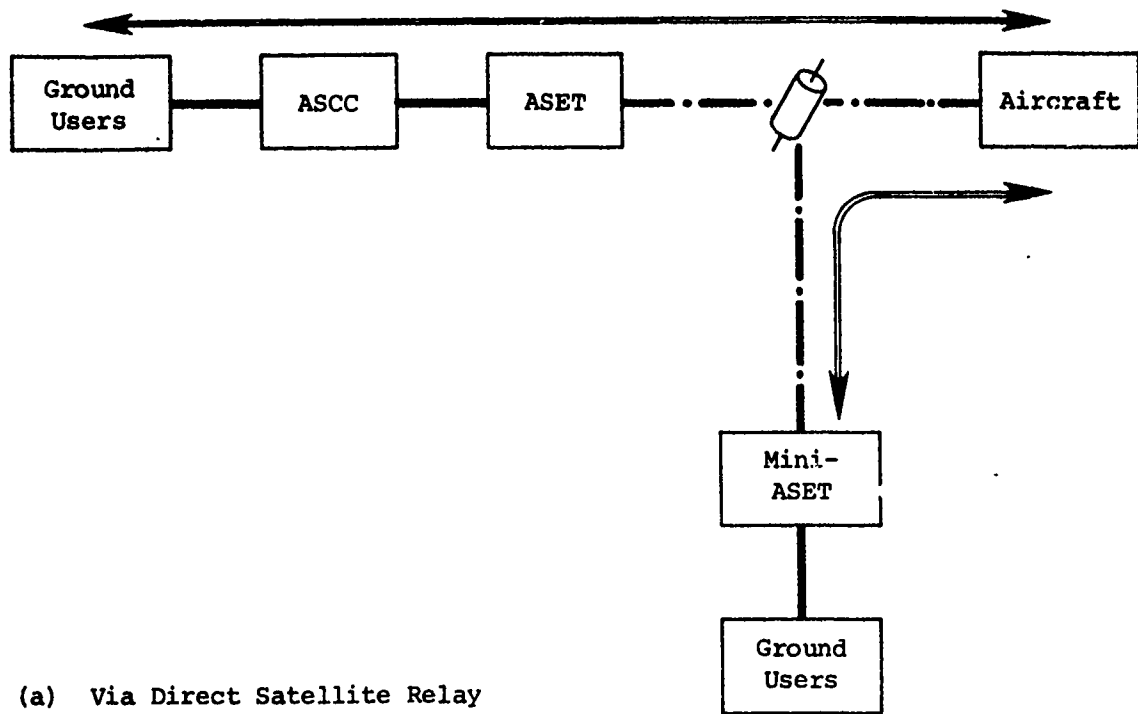 Ground
Users
ASCC
ASET
Aircraft
Mini-
ASET
Ground
Users
(a) Via Direct Satellite Relay